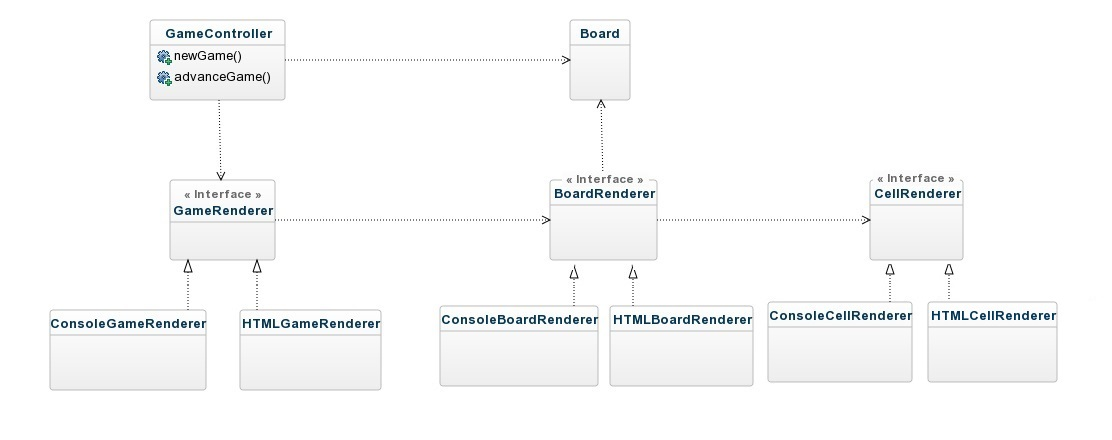 GameController
newGame()
advanceGame()
Board
« Interface »
GameRenderer
« Interface »
BoardRenderer
« Interface »
CellRenderer
ConsoleGameRenderer
HTMLGameRenderer
ConsoleBoardRenderer
HTMLBoardRenderer
ConsoleCellRenderer
HTMLCellRenderer